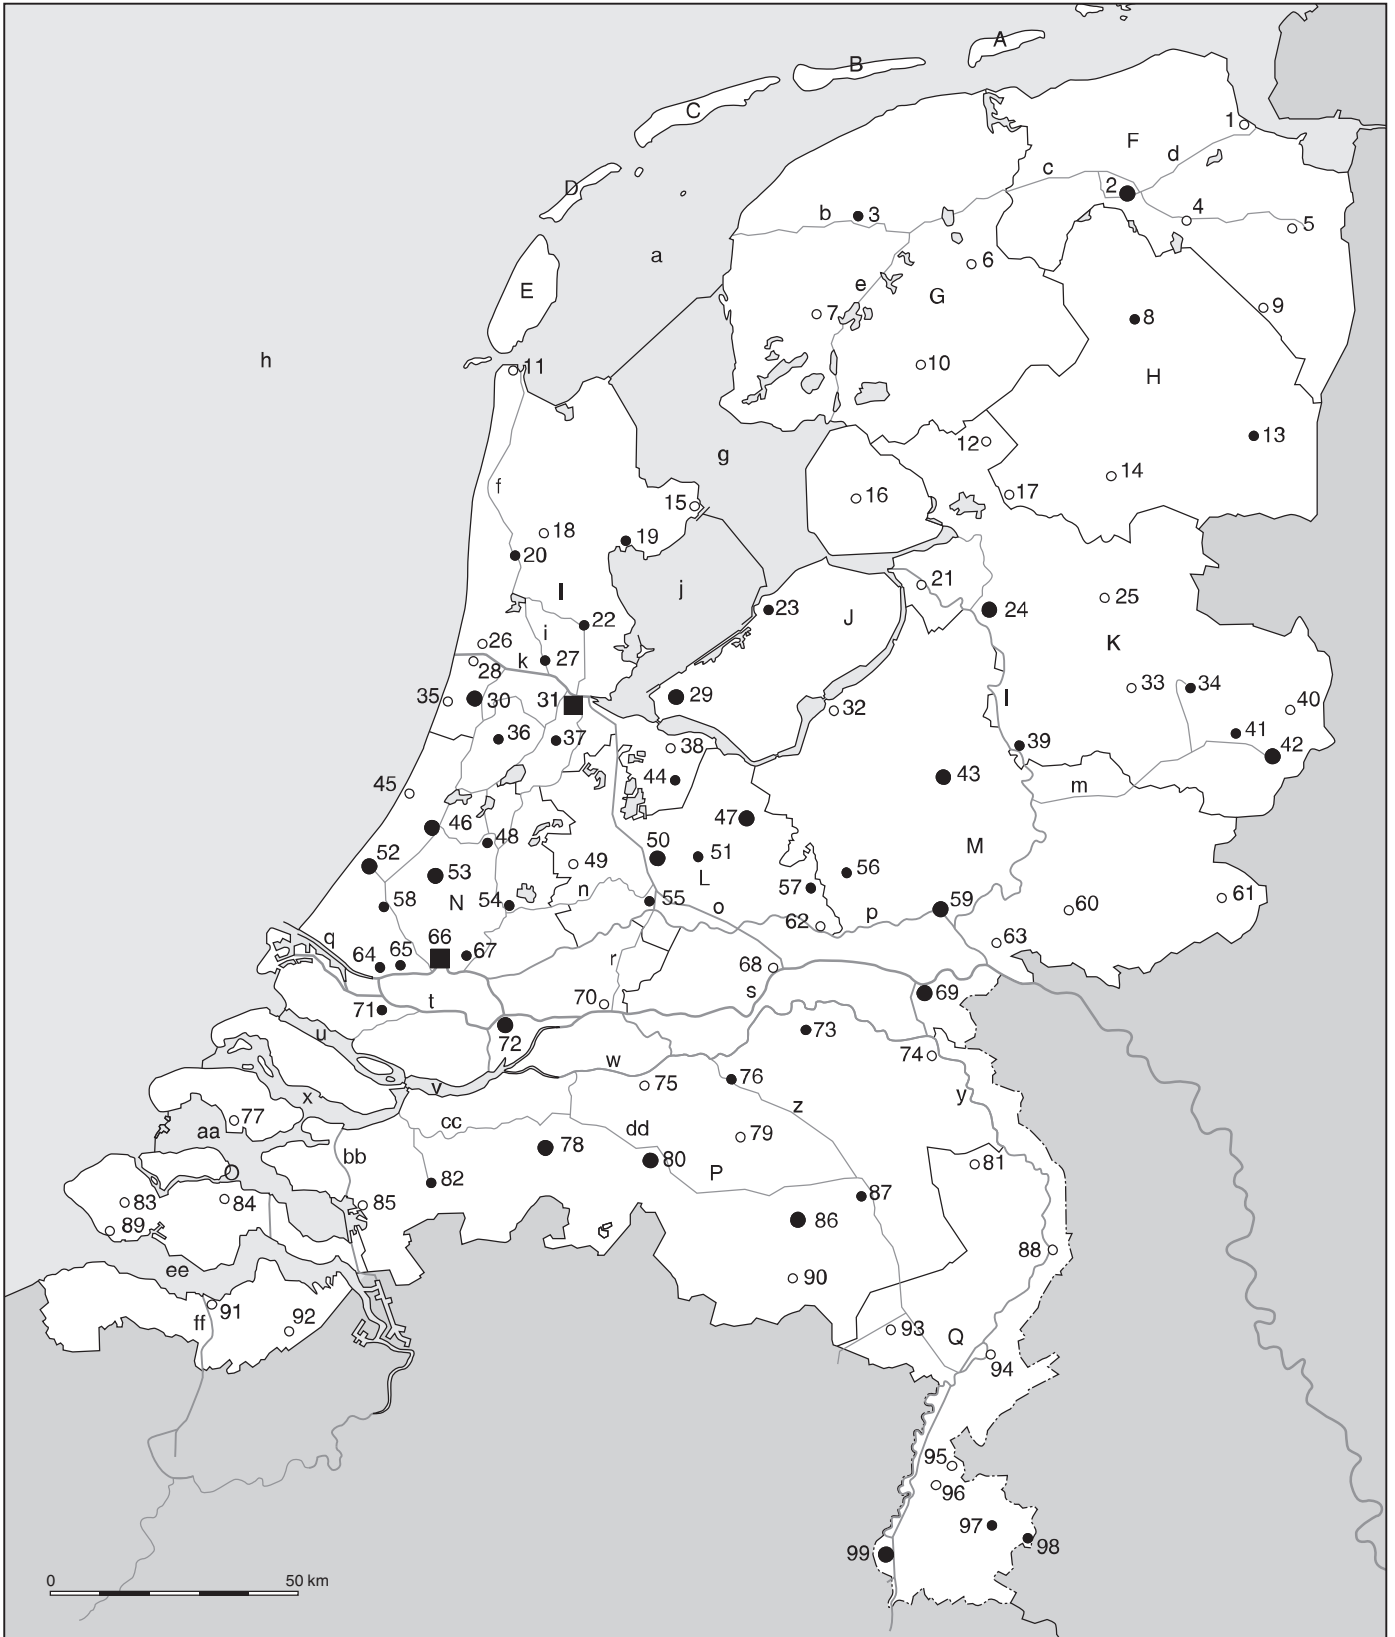 A
B
C
1
F
d
c
D
2
3
b
4
5
a
6
e
E
G
7
9
8
h
10
11
H
13
12
g
14
17
16
15
f
18
19
20
21
j
I
25
23
24
J
22
i
K
26
k
27
28
33
34
35
30
31
29
32
l
40
41
36
37
38
39
42
44
43
m
45
47
46
48
M
52
50
51
49
53
56
L
n
57
58
N
54
55
61
o
p
59
60
62
q
66
63
64
65
67
r
68
s
69
t
70
71
72
73
u
74
w
75
76
v
x
y
z
77
cc
dd
aa
79
78
bb
80
81
O
P
82
83
84
85
87
89
86
88
ee
90
91
ff
92
93
Q
94
95
96
97
98
99
0
50 km